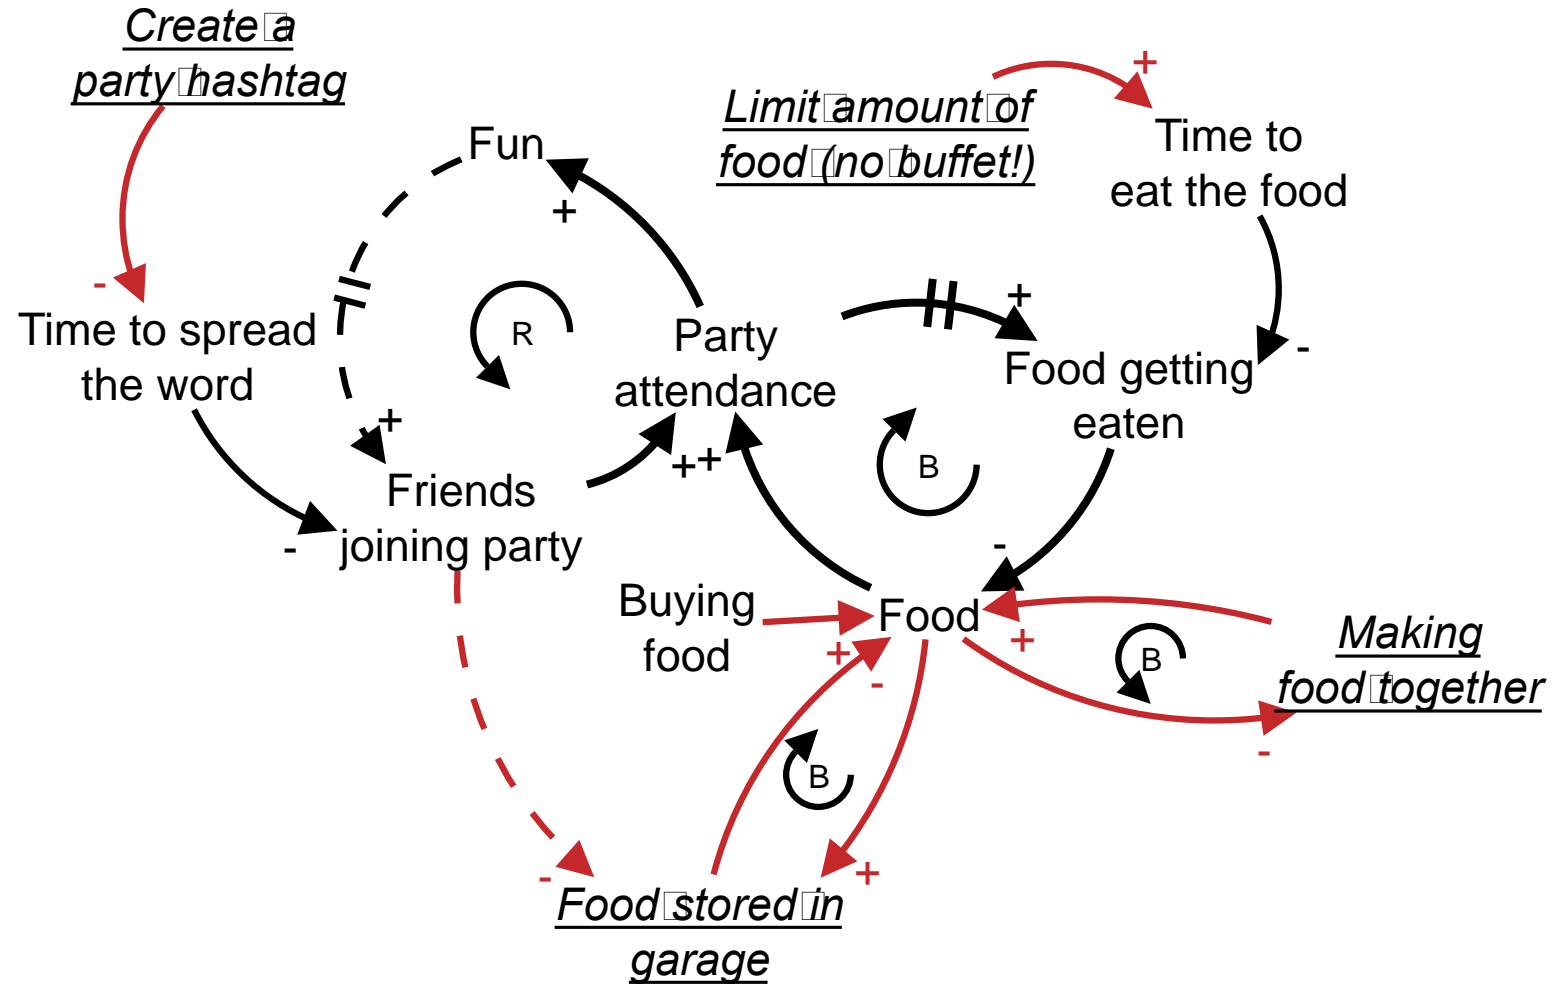 Create a
party hashtag
Limit amount of
food (no buffet!)
+
Time to
eat the food
Fun
+
-
Time to spread
the word
R
Party
attendance
+
Food getting
eaten
-
+
Friends
joining party
-
++
B
-
Buying
food
Food
+
-
+
B
Making
food together
-
B
-
+
Food stored in
garage